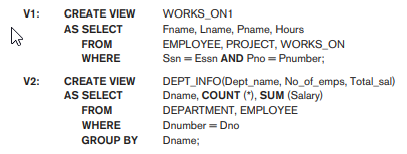 V1: CREATE VIEW WORKS_ON1
AS SELECT Fname, Lname, Pname, Hours
FROM EMPLOYEE, PROJECT, WORKS_ON
WHERE Ssn = Essn AND Pno = Pnumber;
V2: CREATE VIEW DEPT_INFO(Dept_name, No_of_emps, Total_sal)
AS SELECT Dname, COUNT (*), SUM (Salary)
FROM DEPARTMENT, EMPLOYEE
WHERE Dnumber = Dno
GROUP BY Dname;